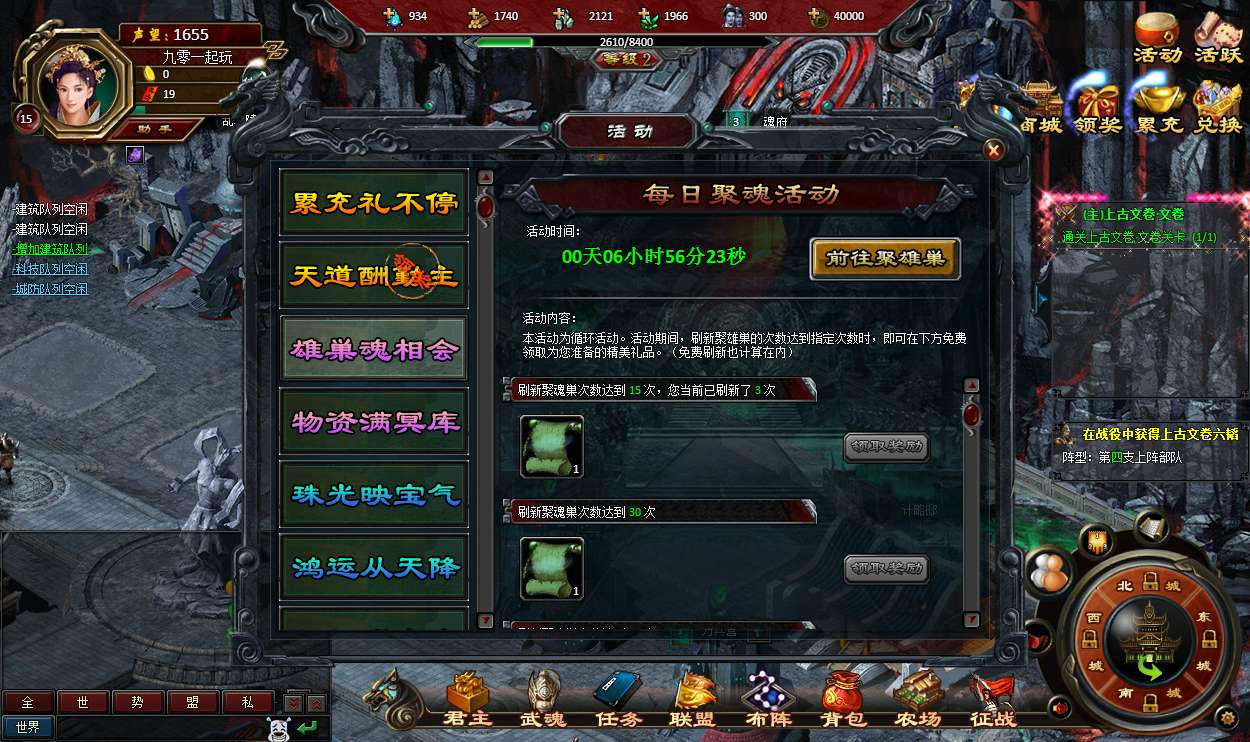 934
1740
2121
1966
300
40000
2610/8400
等级 2
声望：1655
九零一起玩
0
19
15
助手
活动
活跃
商城
领奖
累充
兑换
-建筑队列空闲
-建筑队列空闲
-增加建筑队列
-科技队列空闲
-城防队列空闲
3
魂府
活动
累充礼不停
天道酬勤主
雄巢魂相会
物资满冥库
珠光映宝气
鸿运从天降
每日聚魂活动
活动时间：
00天06小时56分23秒
前往聚雄巢
活动内容：
本活动为循环活动。活动期间，刷新聚雄巢的次数达到指定次数时，即可在下方免费
领取为您准备的精美礼品。（免费刷新也计算在内）
刷新聚魂巢次数达到 15 次，您当前已刷新了 3 次
1
领取奖励
刷新聚魂巢次数达到 30 次
1
领取奖励
(主)上古文卷·文卷
通关上古文卷·文卷关卡 (1/1)
在战役中获得上古文卷六韬
阵型：第四支上阵部队
北城
东城
南城
西城
全
世
势
盟
私
世界
君主
武魂
任务
联盟
布阵
背包
农场
征战